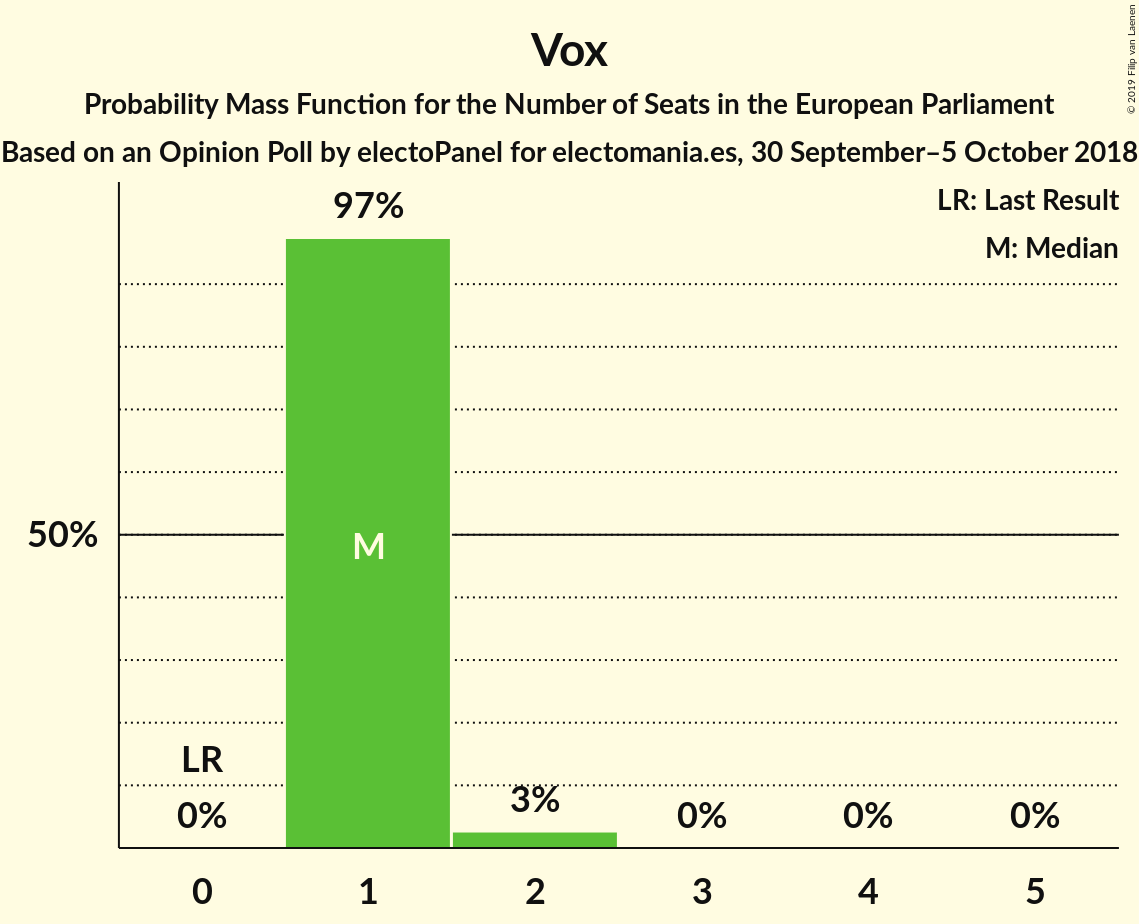 Vox
Probability Mass Function for the Number of Seats in the European Parliament
Based on an Opinion Poll by electoPanel for electomania.es, 30 September–5 October 2018
© 2019 Filip van Laenen
LR: Last Result
M: Median
97%
50%
M
LR
0%
3%
0%
0%
0%
0 1 2 3 4 5